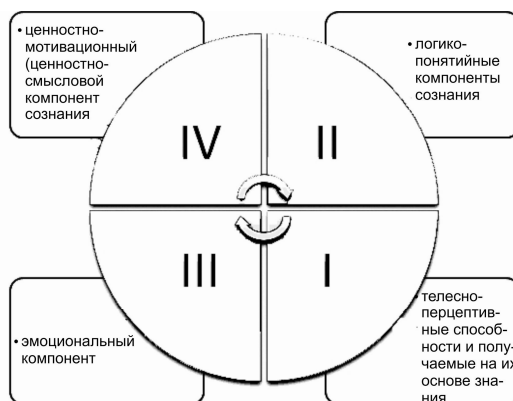 • ценностно-
мотивационный
(ценностно-
смысловой
компонент
сознания
• логико-
понятийные
компоненты
сознания
IV
II
III
I
• эмоциональный
компонент
• телесно-
перцептив-
ные способ-
ности и полу-
чаемые на их
основе зна-
ния